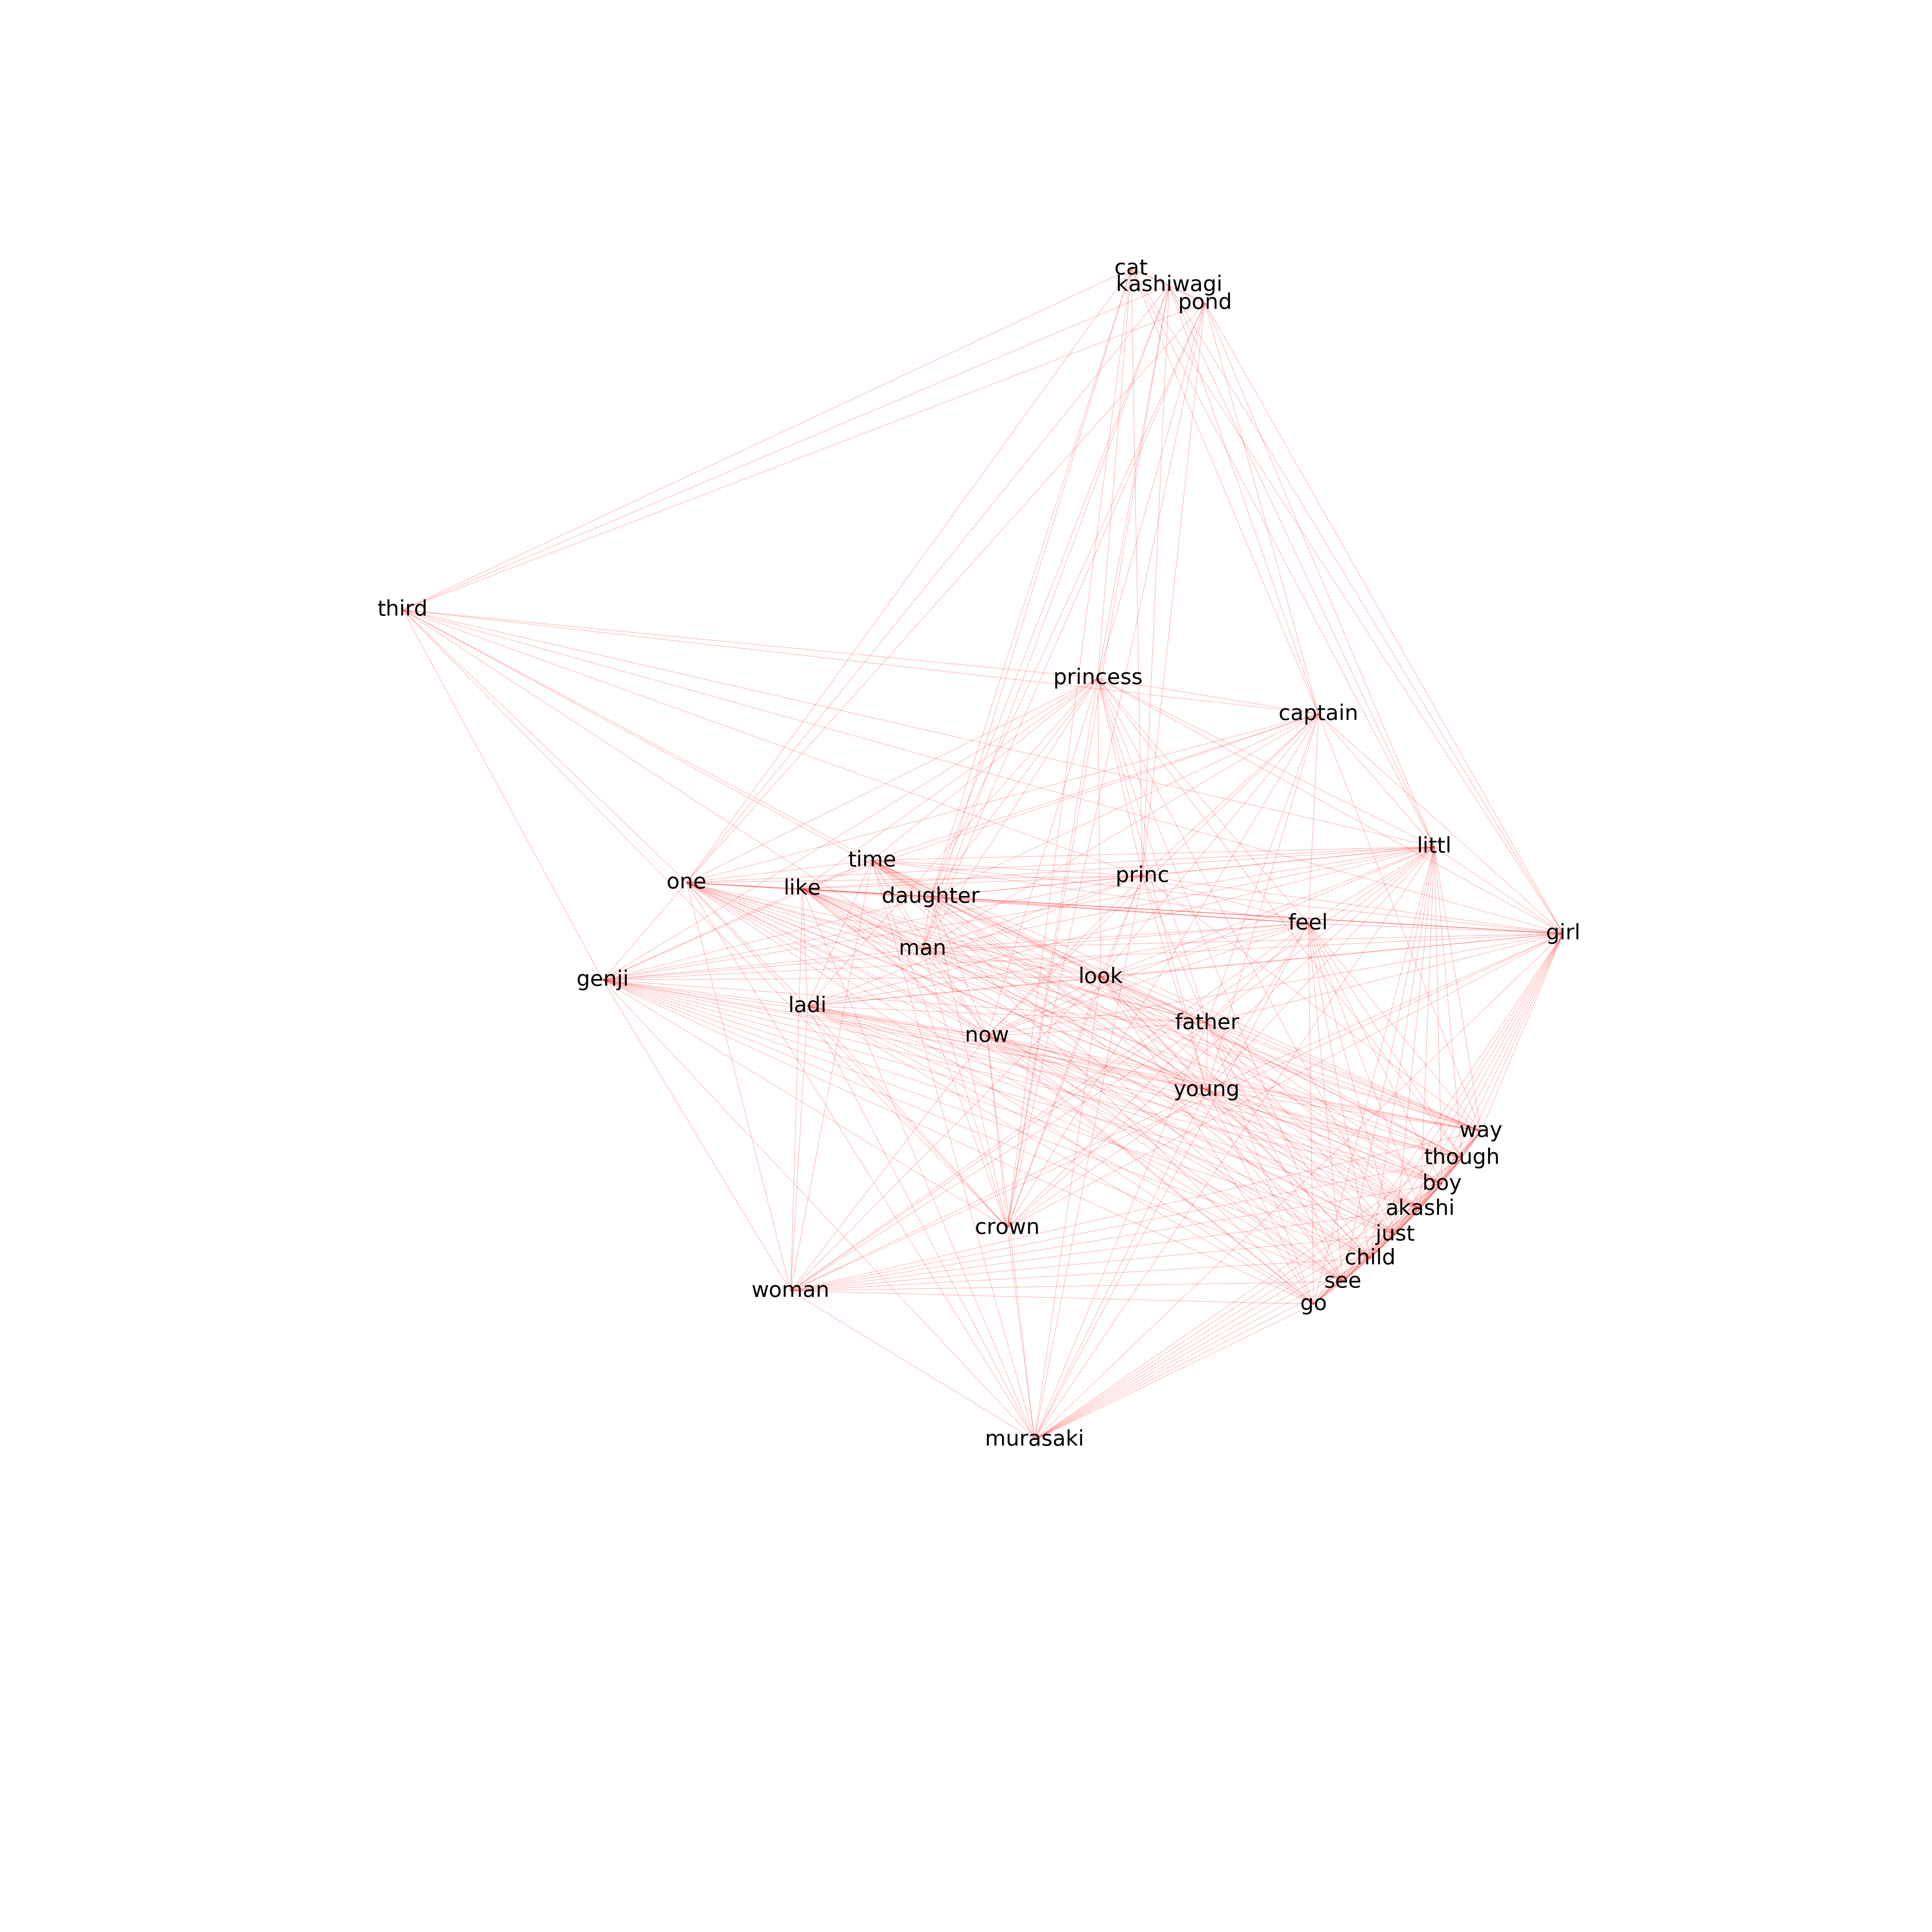 cat
kashiwagi
pond
third
princess
captain
littl
time
princ
one
like
daughter
feel
girl
man
look
genji
ladi
father
now
young
way
though
boy
akashi
crown
just
child
see
woman
go
murasaki